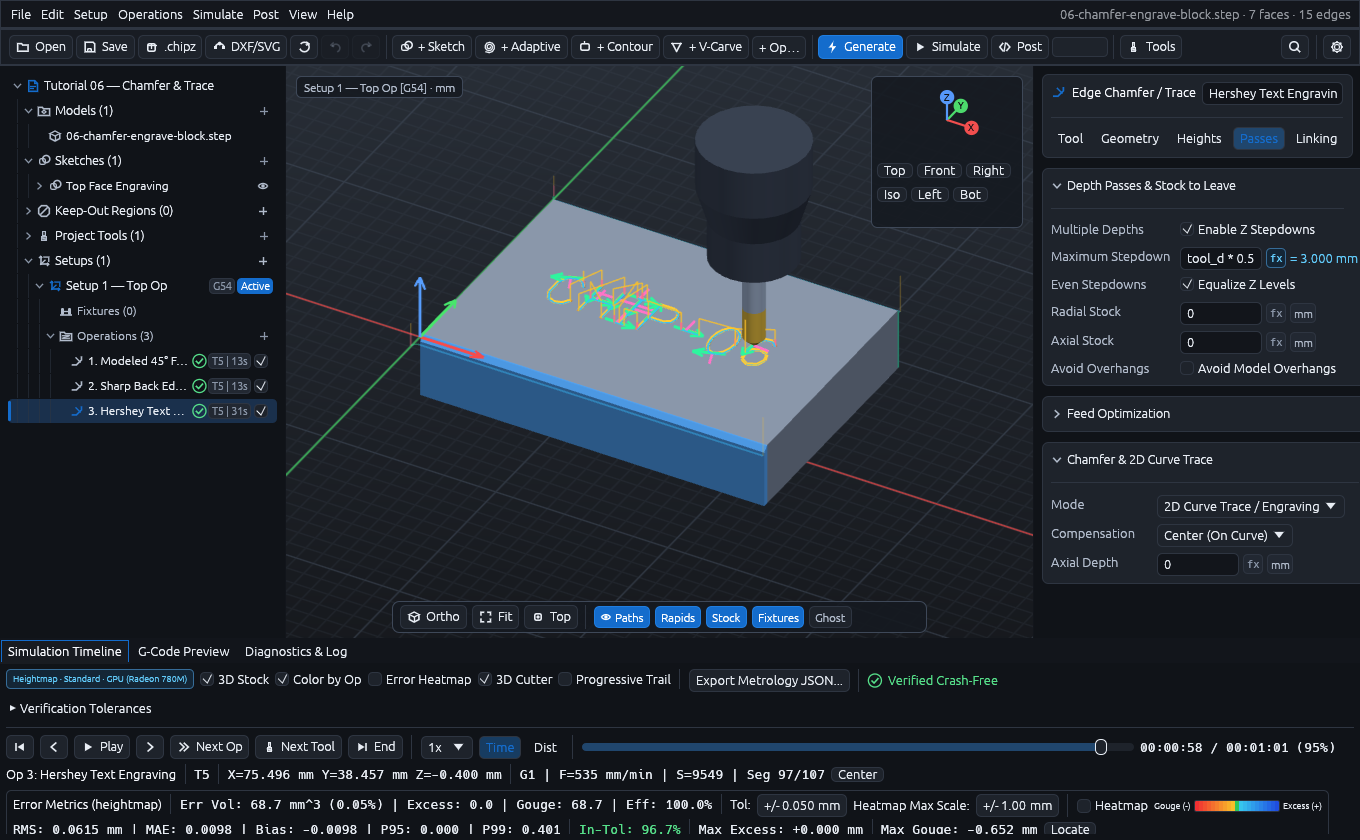 File Edit Setup Operations Simulate Post View Help
06-chamfer-engrave-block.step · 7 faces · 15 edges
Open Save .chipz DXF/SVG + Sketch + Adaptive + Contour + V-Carve + Op... Generate Simulate Post Tools
Tutorial 06 — Chamfer & Trace
Models (1) +
06-chamfer-engrave-block.step
Sketches (1) +
Top Face Engraving
Keep-Out Regions (0) +
Project Tools (1) +
Setups (1) +
Setup 1 — Top Op G54 Active
Fixtures (0)
Operations (3) +
1. Modeled 45° F... T5 | 13s
2. Sharp Back Ed... T5 | 13s
3. Hershey Text ... T5 | 31s
Setup 1 — Top Op [G54] · mm
Z
Y
X
Top Front Right
Iso Left Bot
Ortho Fit Top Paths Rapids Stock Fixtures Ghost
Edge Chamfer / Trace Hershey Text Engravin
Tool Geometry Heights Passes Linking
Depth Passes & Stock to Leave
Multiple Depths Enable Z Stepdowns
Maximum Stepdown tool_d * 0.5 fx = 3.000 mm
Even Stepdowns Equalize Z Levels
Radial Stock 0 fx mm
Axial Stock 0 fx mm
Avoid Overhangs Avoid Model Overhangs
Feed Optimization
Chamfer & 2D Curve Trace
Mode 2D Curve Trace / Engraving
Compensation Center (On Curve)
Axial Depth 0 fx mm
Simulation Timeline G-Code Preview Diagnostics & Log
Heightmap · Standard · GPU (Radeon 780M) 3D Stock Color by Op Error Heatmap 3D Cutter Progressive Trail Export Metrology JSON... Verified Crash-Free
Verification Tolerances
Play Next Op Next Tool End 1x Time Dist 00:00:58 / 00:01:01 (95%)
Op 3: Hershey Text Engraving T5 X=75.496 mm Y=38.457 mm Z=-0.400 mm G1 | F=535 mm/min | S=9549 | Seg 97/107 Center
Error Metrics (heightmap) Err Vol: 68.7 mm^3 (0.05%) | Excess: 0.0 | Gouge: 68.7 | Eff: 100.0% Tol: +/-0.050 mm Heatmap Max Scale: +/-1.00 mm Heatmap Gouge (-) Excess (+)
RMS: 0.0615 mm | MAE: 0.0098 | Bias: -0.0098 | P95: 0.000 | P99: 0.401 In-Tol: 96.7% Max Excess: +0.000 mm Max Gouge: -0.652 mm Locate